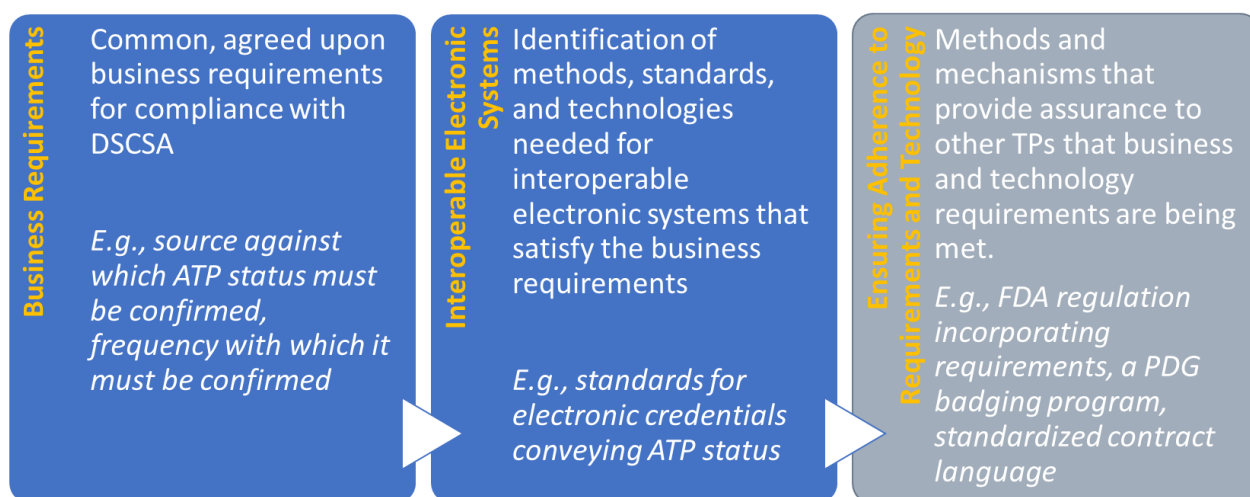 Business Requirements
Common, agreed upon
business requirements
for compliance with
DSCSA
E.g., source against
which ATP status must
be confirmed,
frequency with which it
must be confirmed
Interoperable Electronic
Systems
Identification of
methods, standards,
and technologies
needed for
interoperable
electronic systems that
satisfy the business
requirements
E.g., standards for
electronic credentials
conveying ATP status
Ensuring Adherence to
Requirements and Technology
Methods and
mechanisms that
provide assurance to
other TPs that business
and technology
requirements are being
met.
E.g., FDA regulation
incorporating
requirements, a PDG
badging program,
standardized contract
language